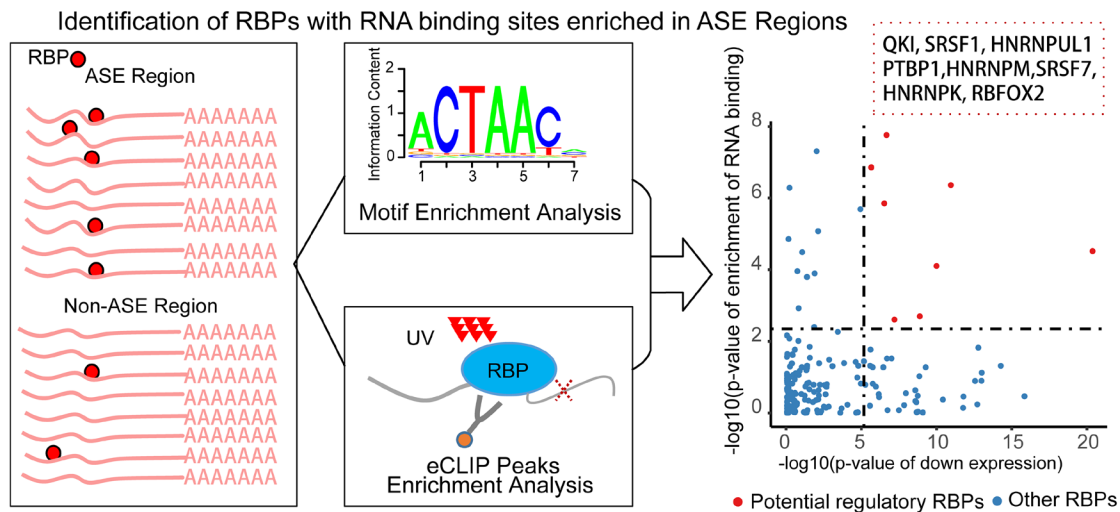 Identification of RBPs with RNA binding sites enriched in ASE Regions
RBP
ASE Region
AAAAAAA
AAAAAAA
AAAAAAA
AAAAAAA
AAAAAAA
AAAAAAA
AAAAAAA
Non-ASE Region
AAAAAAA
AAAAAAA
AAAAAAA
AAAAAAA
AAAAAAA
AAAAAAA
AAAAAAA
AAAAAAA
Information Content
2
1
0
ACTAAC
1 3 5 7
Motif Enrichment Analysis
UV
RBP
eCLIP Peaks
Enrichment Analysis
QKI, SRSF1, HNRNPUL1
PTBP1,HNRNPM,SRSF7,
HNRNPK, RBFOX2
-log10(p-value of enrichment of RNA binding)
8
6
4
2
0
0 5 10 15 20
-log10(p-value of down expression)
Potential regulatory RBPs Other RBPs